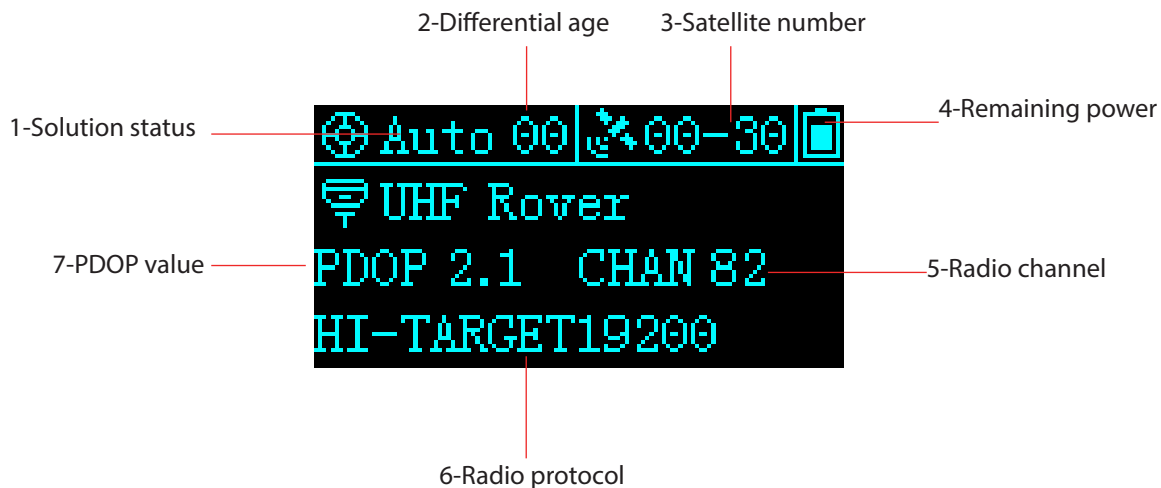 2-Differential age
3-Satellite number
4-Remaining power
1-Solution status
Auto 00
00-30
UHF Rover
7-PDOP value
PDOP 2.1
CHAN 82
5-Radio channel
HI-TARGET19200
6-Radio protocol